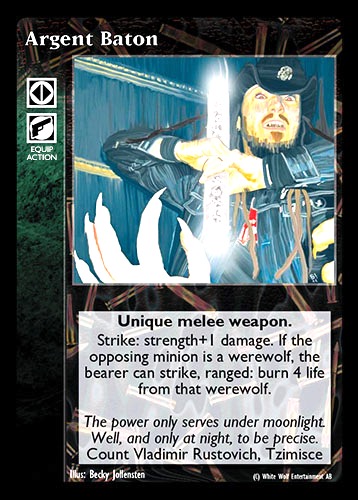 Argent Baton
EQUIP
ACTION
Unique melee weapon.
Strike: strength+1 damage. If the
opposing minion is a werewolf, the
bearer can strike, ranged: burn 4 life
from that werewolf.
The power only serves under moonlight.
Well, and only at night, to be precise.
Count Vladimir Rustovich, Tzimisce
Illus: Becky Jollensten
(C) White Wolf Entertainment AB